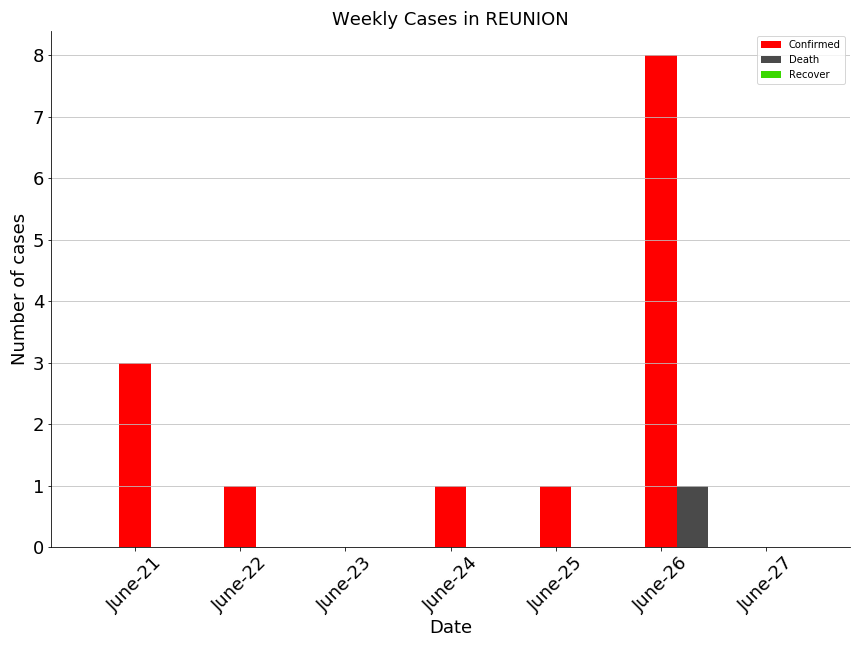 Weekly Cases in REUNION
Confirmed
Death
Recover
Number of cases
8
7
6
5
4
3
2
1
0
June-21
June-22
June-23
June-24
June-25
June-26
June-27
Date